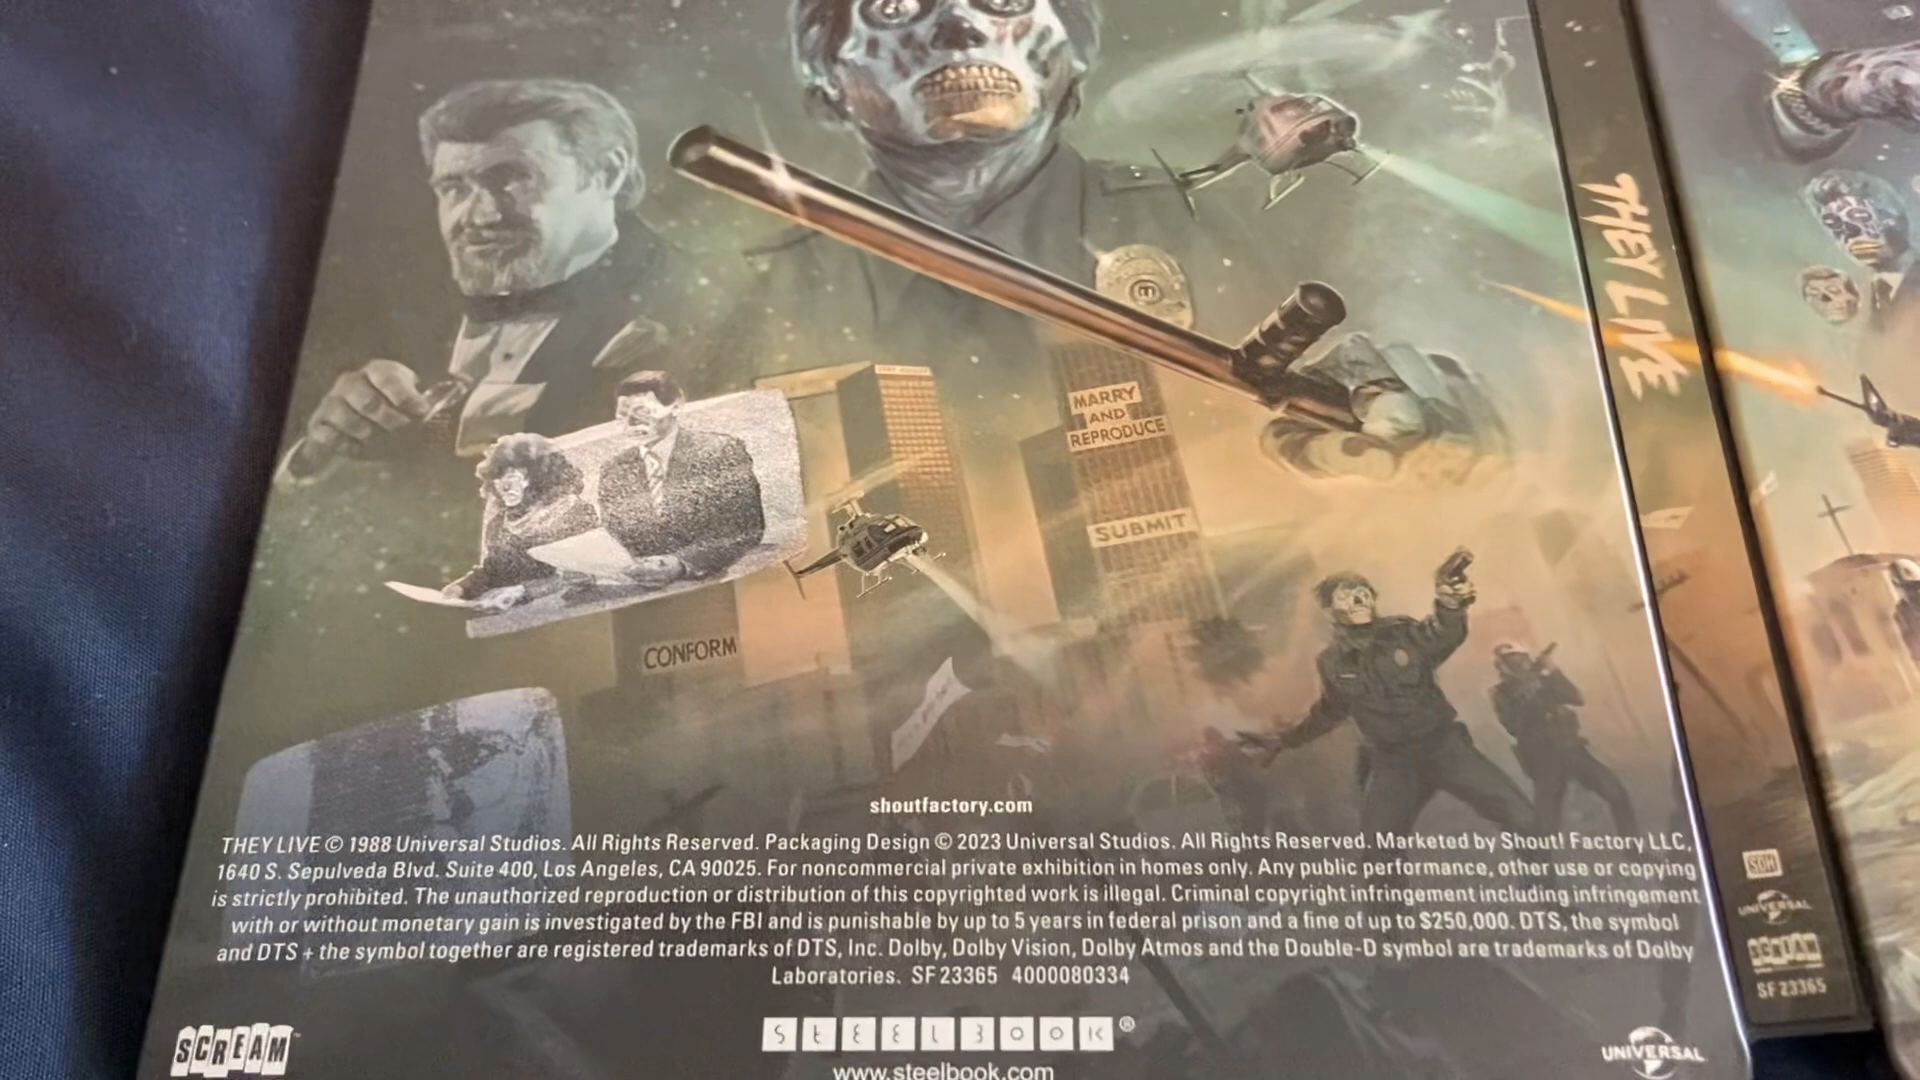 MARRY
AND
REPRODUCE
SUBMIT
CONFORM
shoutfactory.com
THEY LIVE © 1988 Universal Studios. All Rights Reserved. Packaging Design © 2023 Universal Studios. All Rights Reserved. Marketed by Shout! Factory LLC,
1640 S. Sepulveda Blvd. Suite 400, Los Angeles, CA 90025. For noncommercial private exhibition in homes only. Any public performance, other use or copying
is strictly prohibited. The unauthorized reproduction or distribution of this copyrighted work is illegal. Criminal copyright infringement including infringement
with or without monetary gain is investigated by the FBI and is punishable by up to 5 years in federal prison and a fine of up to $250,000. DTS, the symbol
and DTS + the symbol together are registered trademarks of DTS, Inc. Dolby, Dolby Vision, Dolby Atmos and the Double-D symbol are trademarks of Dolby
Laboratories. SF 23365 4000080334
SCREAM™
STEELBOOK®
www.steelbook.com
UNIVERSAL
THEY LIVE
SDH
UNIVERSAL
SCREAM
SF 23365